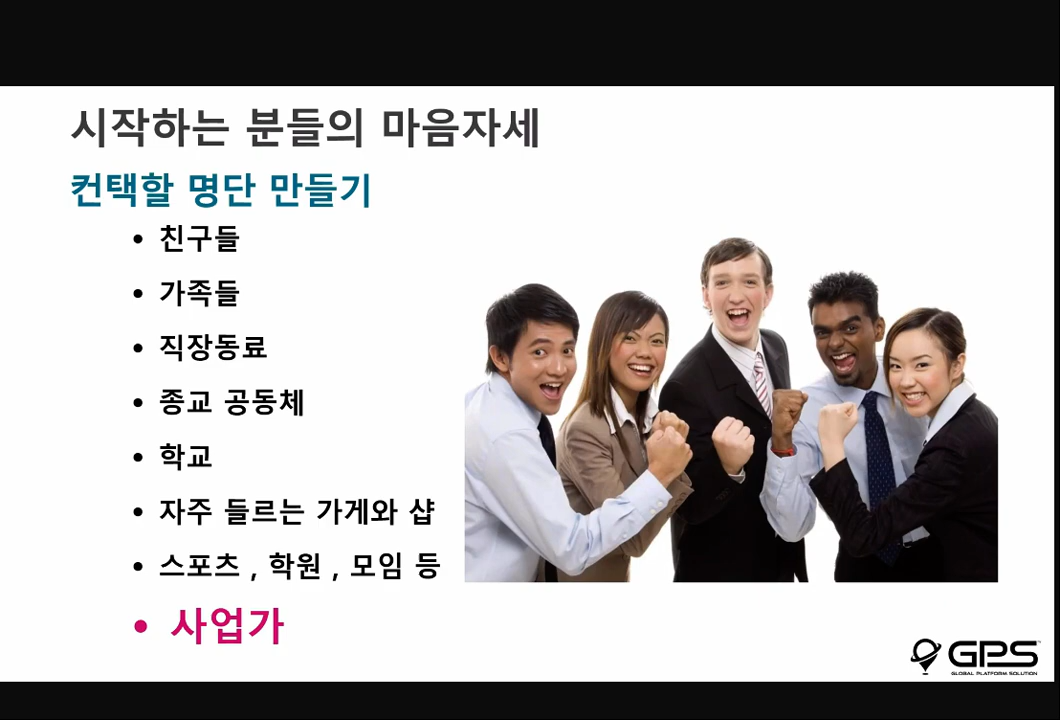 시작하는 분들의 마음자세
컨택할 명단 만들기
• 친구들
• 가족들
• 직장동료
• 종교 공동체
• 학교
• 자주 들르는 가게와 샵
• 스포츠 , 학원 , 모임 등
• 사업가
GPS
GLOBAL PLATFORM SOLUTION